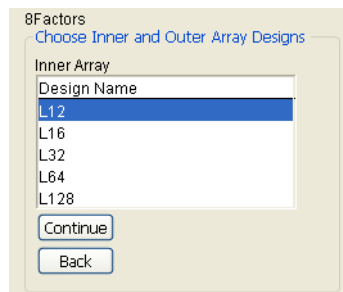 8Factors
Choose Inner and Outer Array Designs
Inner Array
Design Name
L12
L16
L32
L64
L128
Continue
Back